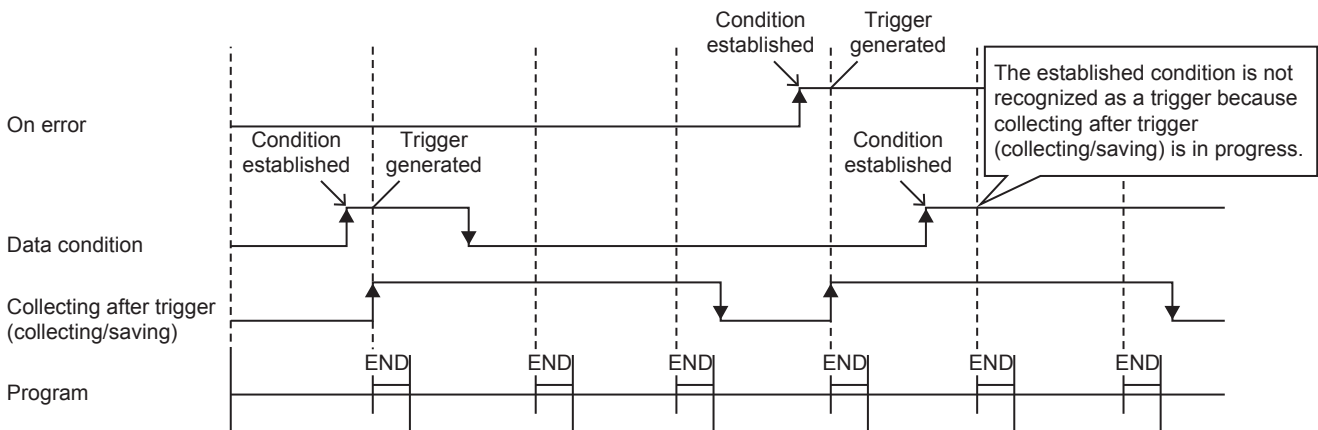 Condition
established
Trigger
generated
The established condition is not
recognized as a trigger because
collecting after trigger
(collecting/saving) is in progress.
On error
Condition
established
Trigger
generated
Condition
established
Data condition
Collecting after trigger
(collecting/saving)
END
END
END
END
END
END
Program